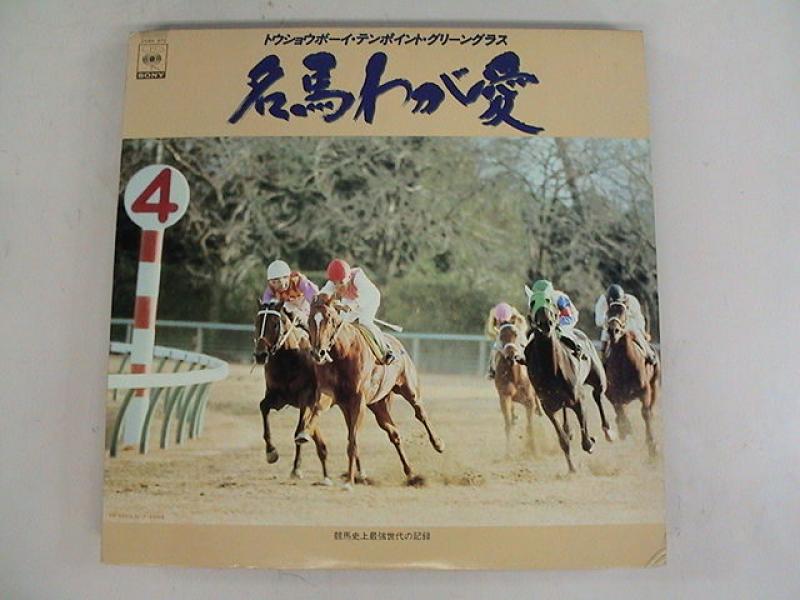 トウショウボーイ・テンポイント・グリーングラス
SONY
名馬わが愛
4
競馬史上最強世代の記録